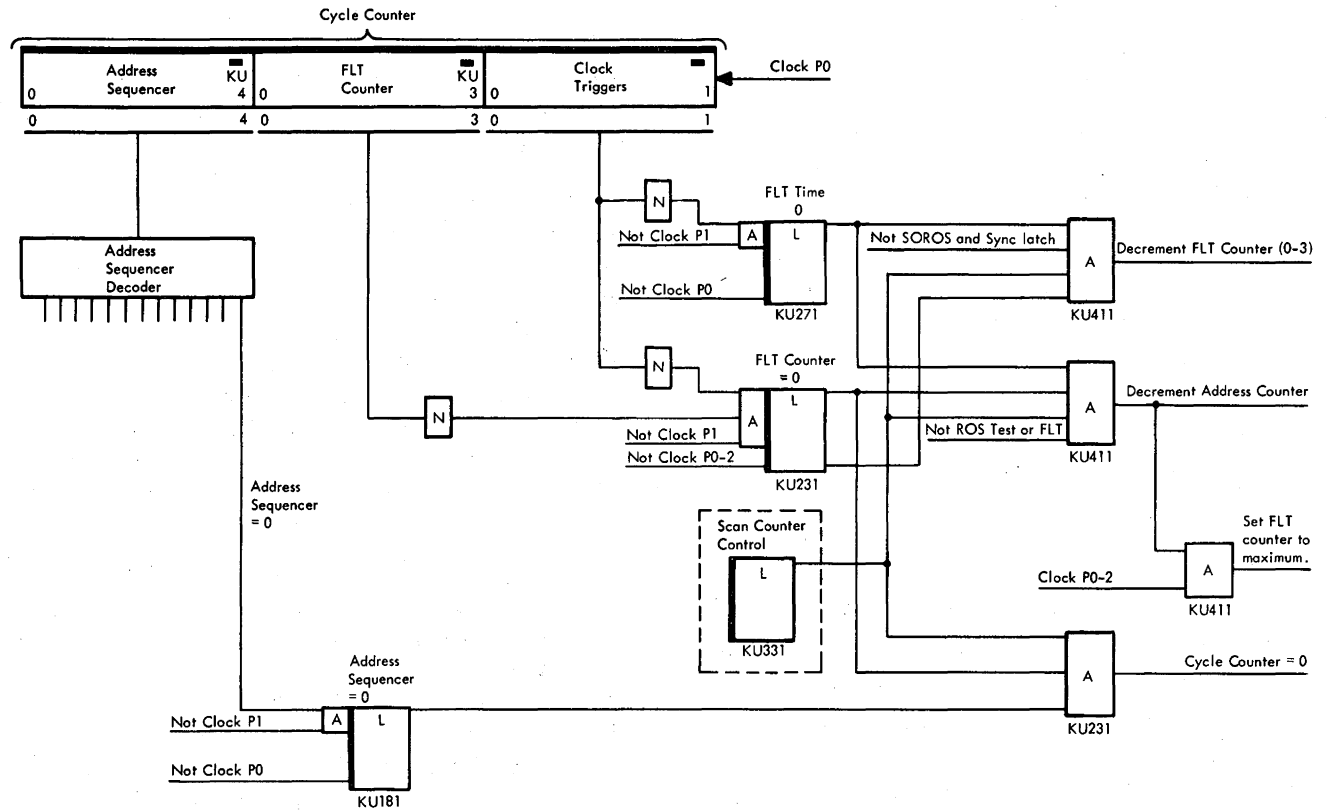 Cycle Counter
Address
Sequencer
KU
0
4
FLT
Counter
KU
0
3
Clock
Triggers
0
1
Clock P0
0
4
0
3
0
1
N
FLT Time
0
Not Clock P1
A
L
Not SOROS and Sync latch
Decrement FLT Counter (0-3)
A
Address
Sequencer
Decoder
Not Clock P0
KU271
KU411
N
FLT Counter
= 0
L
Decrement Address Counter
N
A
A
Not Clock P1
Not ROS Test or FLT
Not Clock P0-2
KU411
KU231
Address
Sequencer
= 0
Scan Counter
Control
L
Set FLT
counter to
maximum.
Clock P0-2
A
KU411
KU331
Address
Sequencer
= 0
Cycle Counter = 0
A
Not Clock P1
A
L
KU231
Not Clock P0
KU181